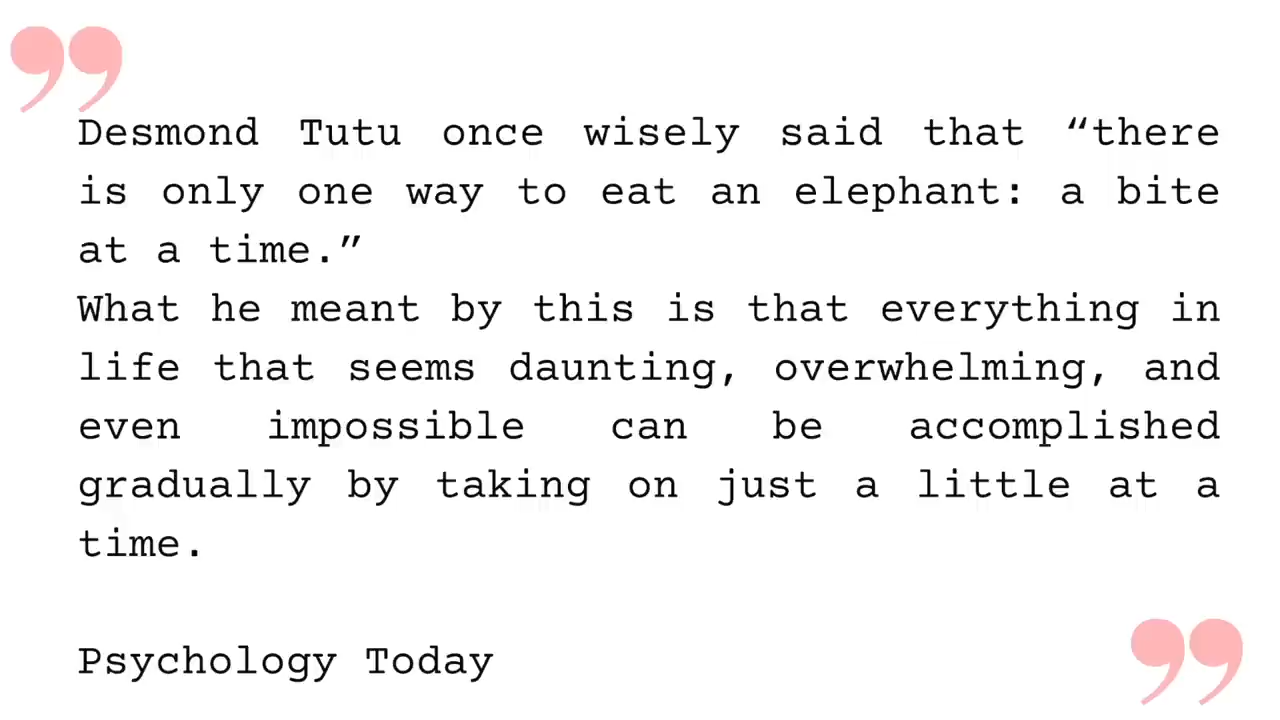 Desmond Tutu once wisely said that “there
is only one way to eat an elephant: a bite
at a time.”
What he meant by this is that everything in
life that seems daunting, overwhelming, and
even impossible can be accomplished
gradually by taking on just a little at a
time.
Psychology Today